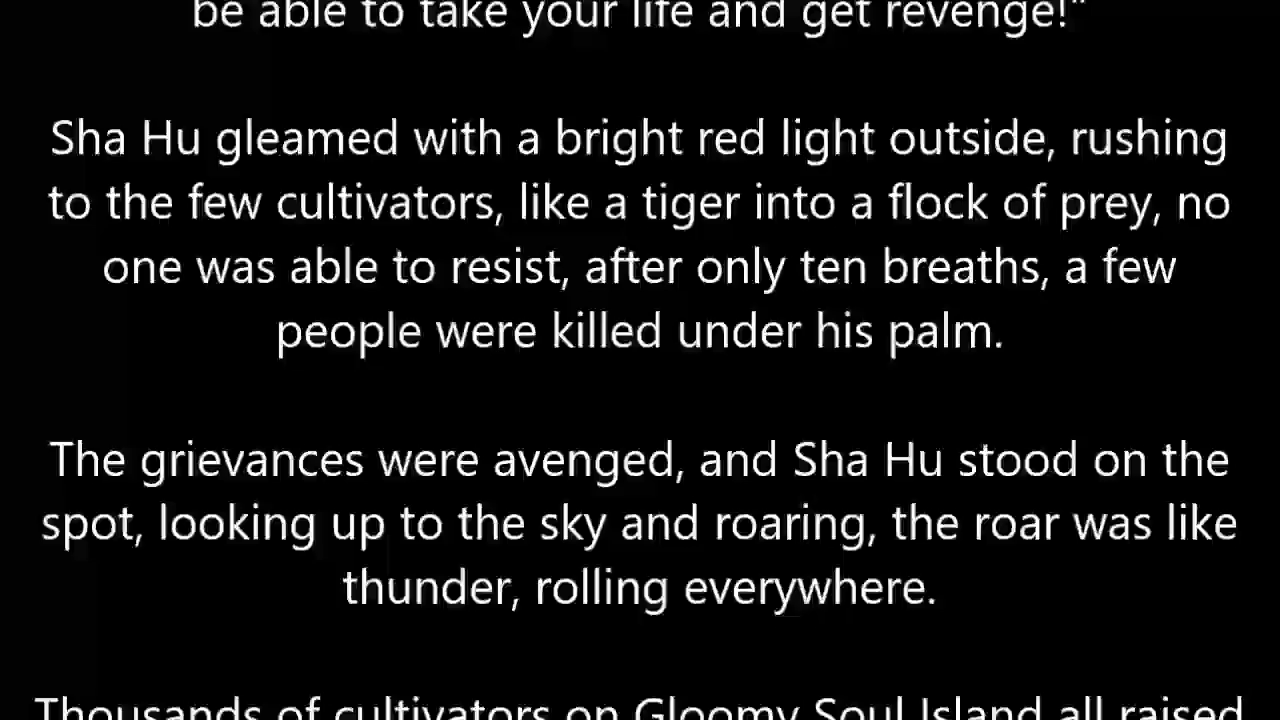 be able to take your life and get revenge!"
Sha Hu gleamed with a bright red light outside, rushing
to the few cultivators, like a tiger into a flock of prey, no
one was able to resist, after only ten breaths, a few
people were killed under his palm.
The grievances were avenged, and Sha Hu stood on the
spot, looking up to the sky and roaring, the roar was like
thunder, rolling everywhere.
Thousands of cultivators on Gloomy Soul Island all raised